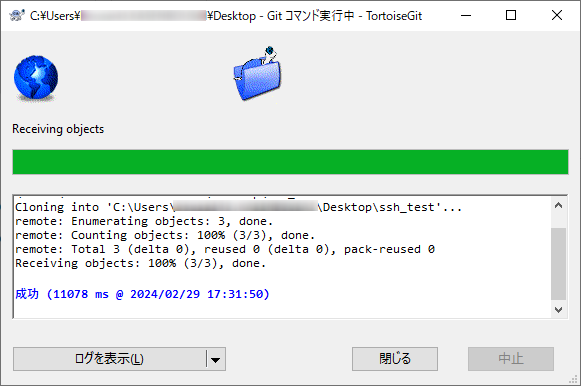 C:¥Users¥ ¥Desktop - Git コマンド実行中 - TortoiseGit
Receiving objects
Cloning into 'C:\Users \Desktop\ssh_test'...
remote: Enumerating objects: 3, done.
remote: Counting objects: 100% (3/3), done.
remote: Total 3 (delta 0), reused 0 (delta 0), pack-reused 0
Receiving objects: 100% (3/3), done.
成功 (11078 ms @ 2024/02/29 17:31:50)
ログを表示(L)
閉じる
中止